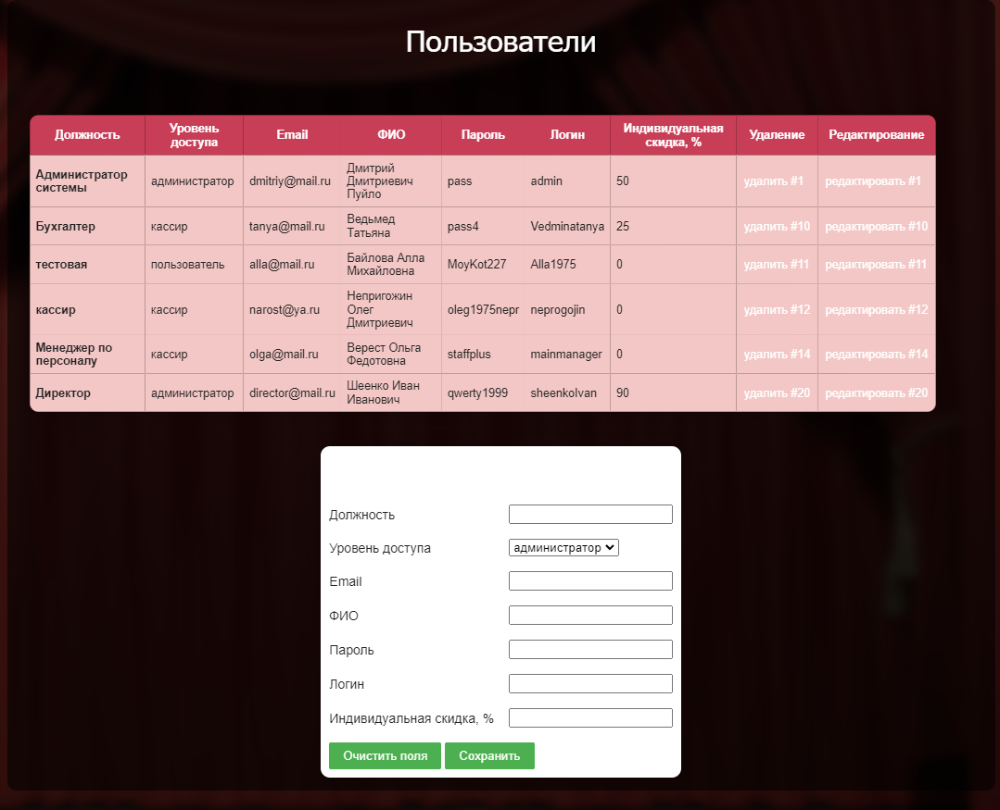 Пользователи
Должность Уровень доступа Email ФИО Пароль Логин Индивидуальная скидка, % Удаление Редактирование
Администратор системы администратор dmitriy@mail.ru Дмитрий Дмитриевич Пуйло pass admin 50 удалить #1 редактировать #1
Бухгалтер кассир tanya@mail.ru Ведьмед Татьяна pass4 Vedminatanya 25 удалить #10 редактировать #10
тестовая пользователь alla@mail.ru Байлова Алла Михайловна MoyKot227 Alla1975 0 удалить #11 редактировать #11
кассир кассир narost@ya.ru Непригожин Олег Дмитриевич oleg1975nepr neprogojin 0 удалить #12 редактировать #12
Менеджер по персоналу кассир olga@mail.ru Верест Ольга Федотовна staffplus mainmanager 0 удалить #14 редактировать #14
Директор администратор director@mail.ru Шеенко Иван Иванович qwerty1999 sheenkoIvan 90 удалить #20 редактировать #20
Должность
Уровень доступа администратор
Email
ФИО
Пароль
Логин
Индивидуальная скидка, %
Очистить поля Сохранить